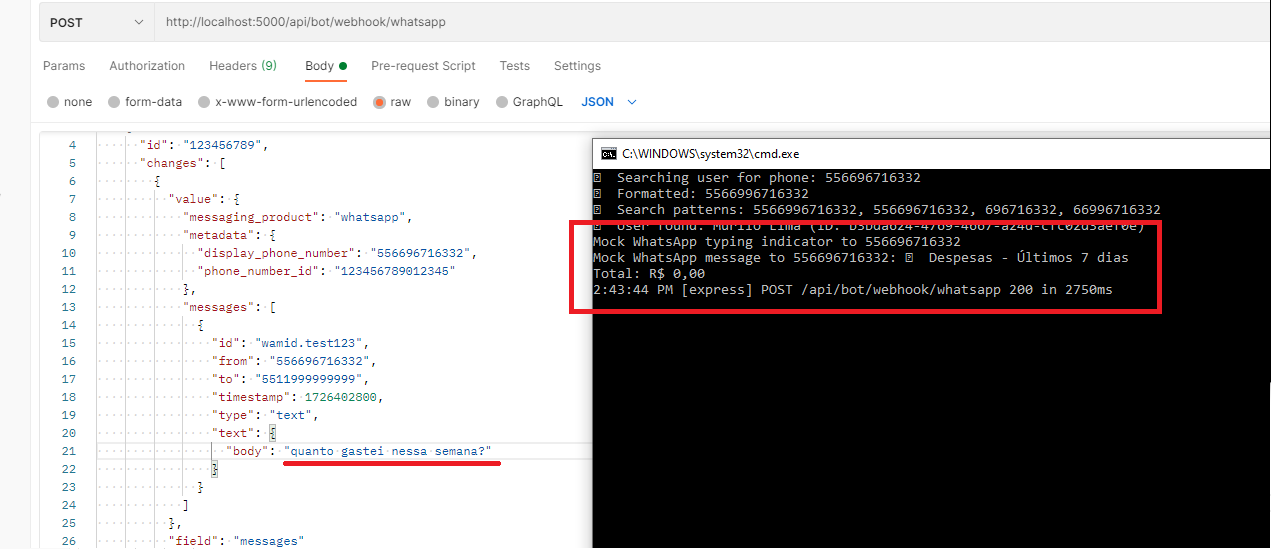 POST http://localhost:5000/api/bot/webhook/whatsapp
Params Authorization Headers (9) Body Pre-request Script Tests Settings
none form-data x-www-form-urlencoded raw binary GraphQL JSON
4 "id": "123456789",
5 "changes": [
6 {
7 "value": {
8 "messaging_product": "whatsapp",
9 "metadata": {
10 "display_phone_number": "556696716332",
11 "phone_number_id": "123456789012345"
12 },
13 "messages": [
14 {
15 "id": "wamid.test123",
16 "from": "556696716332",
17 "to": "5511999999999",
18 "timestamp": 1726402800,
19 "type": "text",
20 "text": {
21 "body": "quanto gastei nessa semana?"
22 }
23 }
24 ]
25 },
26 "field": "messages"
C:\WINDOWS\system32\cmd.exe
Searching user for phone: 556696716332
Formatted: 5566996716332
Search patterns: 5566996716332, 556696716332, 696716332, 66996716332
User found: Murilo Lima (ID:
Mock WhatsApp typing indicator to 556696716332
Mock WhatsApp message to 556696716332: Despesas - Últimos 7 dias
Total: R$ 0,00
2:43:44 PM [express] POST /api/bot/webhook/whatsapp 200 in 2750ms